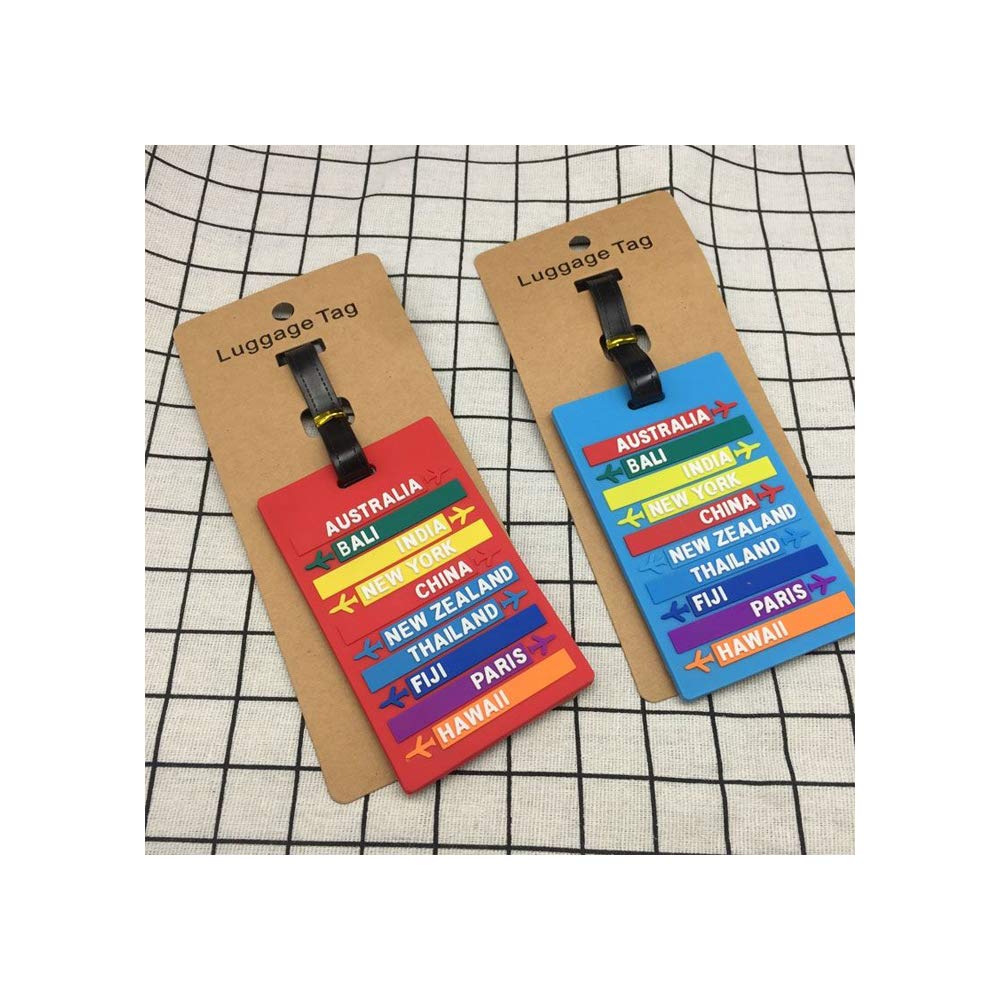 Luggage Tag
AUSTRALIA
BALI
INDIA
NEW YORK
CHINA
NEW ZEALAND
THAILAND
FIJI
PARIS
HAWAII
Luggage Tag
AUSTRALIA
BALI
INDIA
NEW YORK
CHINA
NEW ZEALAND
THAILAND
FIJI
PARIS
HAWAII